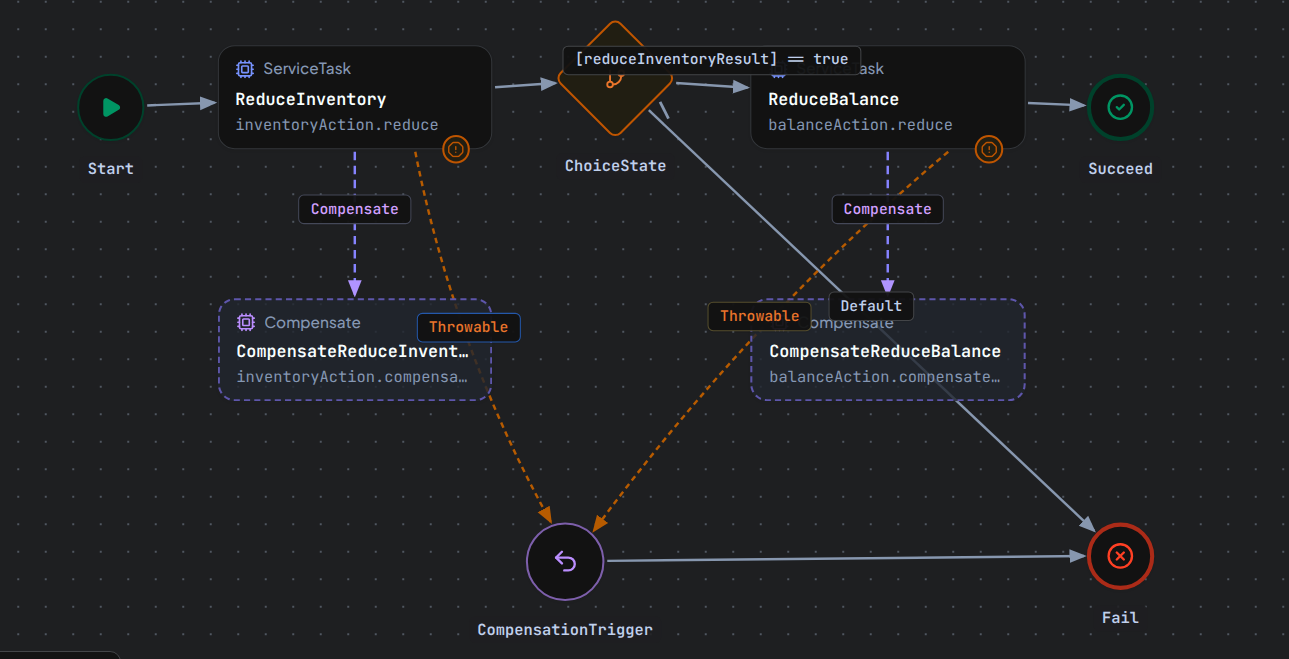 [reduceInventoryResult] == true
ServiceTask
ReduceInventory
inventoryAction.reduce
ReduceBalance
balanceAction.reduce
Start
ChoiceState
Succeed
Compensate
Compensate
Compensate
Throwable
CompensateReduceInvent…
inventoryAction.compensa…
Throwable
Default
CompensateReduceBalance
balanceAction.compensate…
CompensationTrigger
Fail